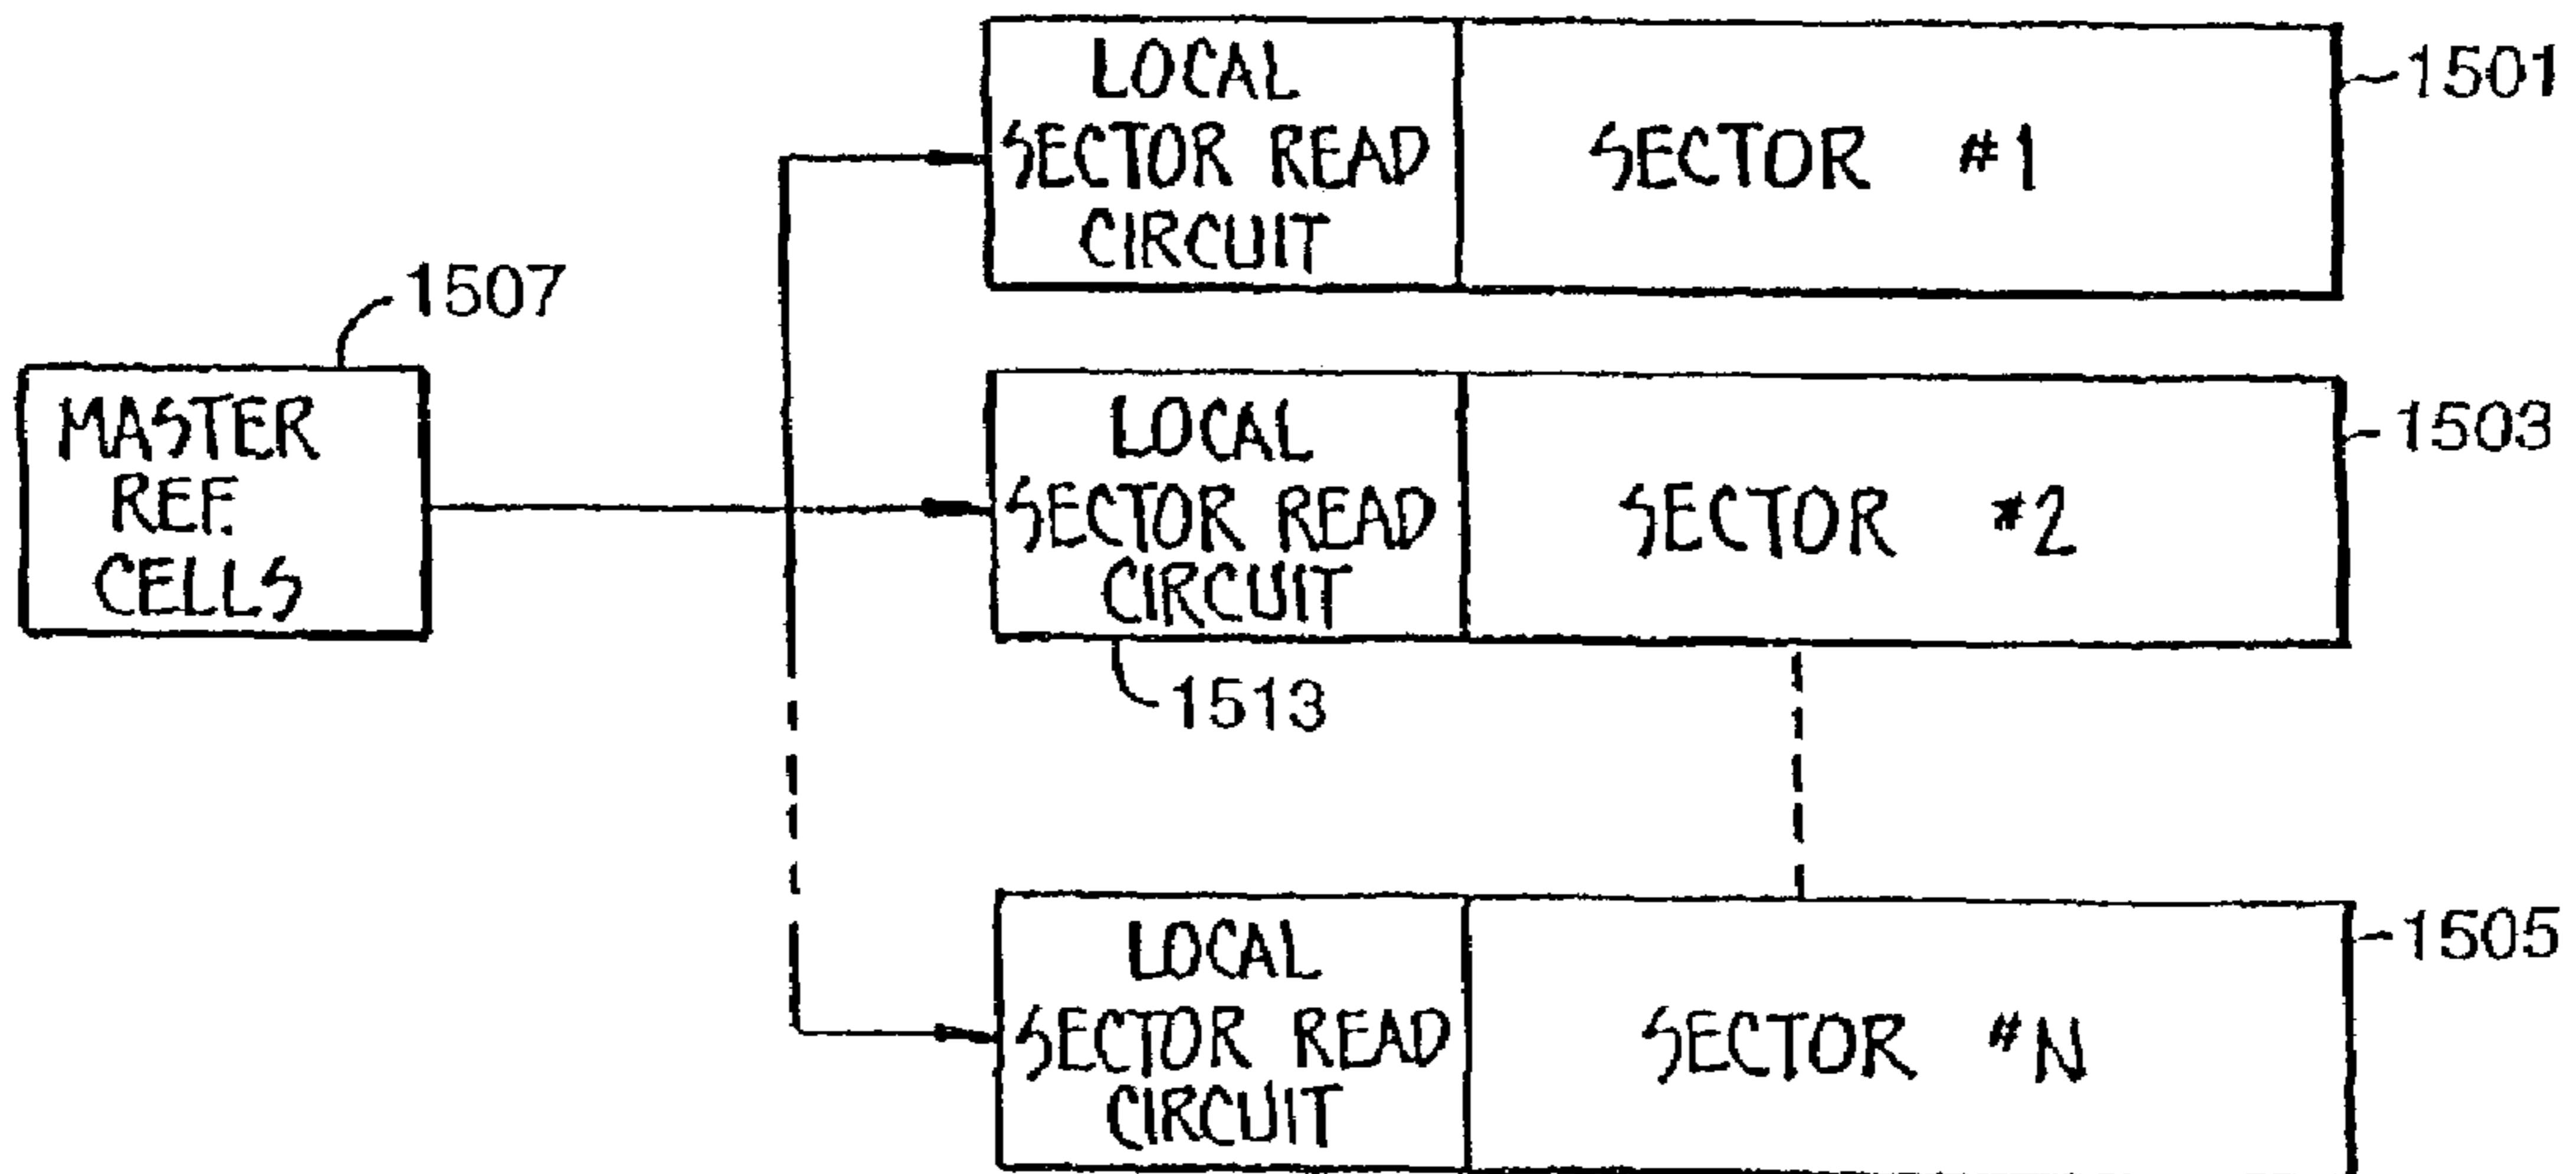 LOCAL
SECTOR READ
CIRCUIT
SECTOR #1
1501
1507
MASTER
REF.
CELLS
LOCAL
SECTOR READ
CIRCUIT
SECTOR #2
1503
1513
LOCAL
SECTOR READ
CIRCUIT
SECTOR #N
1505